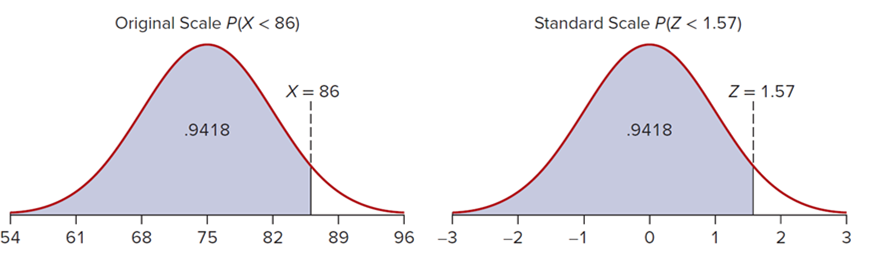 Original Scale P(X < 86)
X = 86
.9418
54 61 68 75 82 89 96
Standard Scale P(Z < 1.57)
Z = 1.57
.9418
−3 −2 −1 0 1 2 3